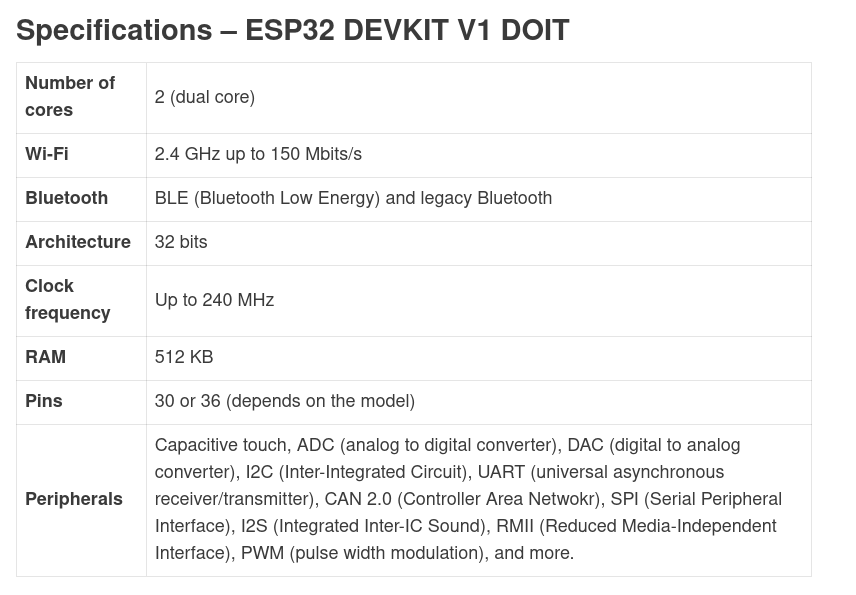 Specifications – ESP32 DEVKIT V1 DOIT
Number of
cores
2 (dual core)
Wi-Fi
2.4 GHz up to 150 Mbits/s
Bluetooth
BLE (Bluetooth Low Energy) and legacy Bluetooth
Architecture
32 bits
Clock
frequency
Up to 240 MHz
RAM
512 KB
Pins
30 or 36 (depends on the model)
Peripherals
Capacitive touch, ADC (analog to digital converter), DAC (digital to analog
converter), I2C (Inter-Integrated Circuit), UART (universal asynchronous
receiver/transmitter), CAN 2.0 (Controller Area Netwokr), SPI (Serial Peripheral
Interface), I2S (Integrated Inter-IC Sound), RMII (Reduced Media-Independent
Interface), PWM (pulse width modulation), and more.